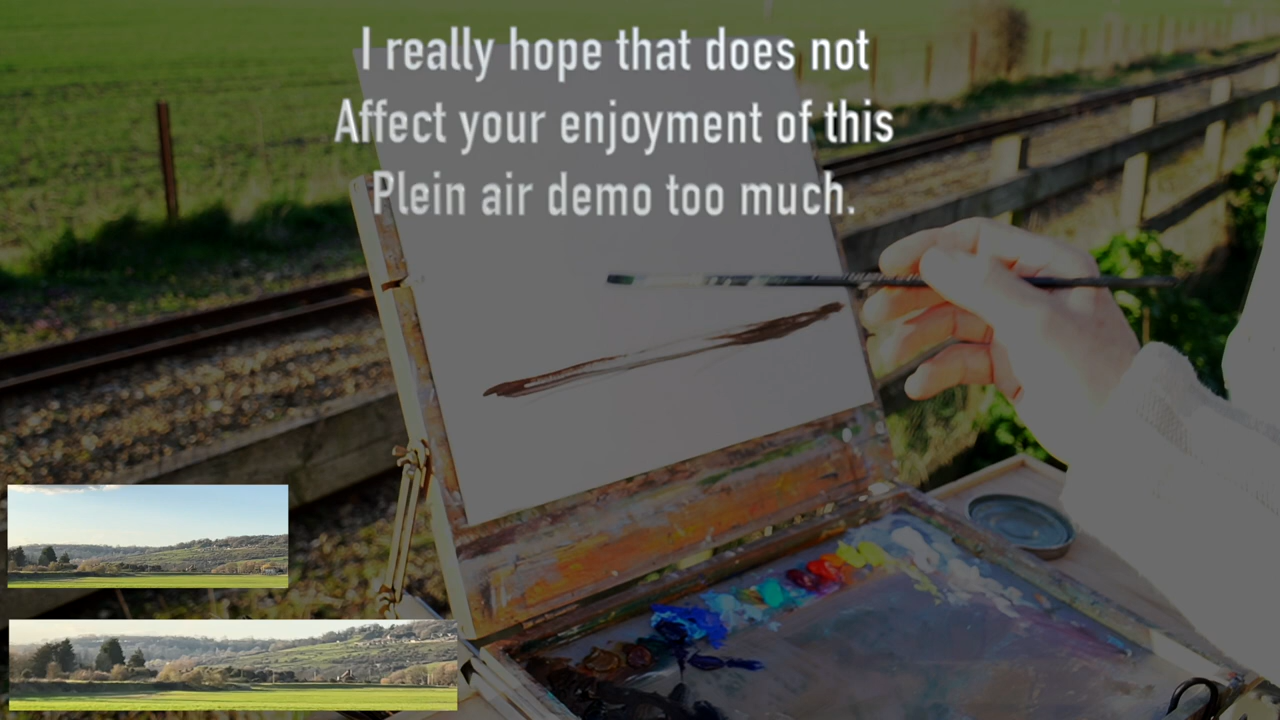 I really hope that does not
Affect your enjoyment of this
Plein air demo too much.